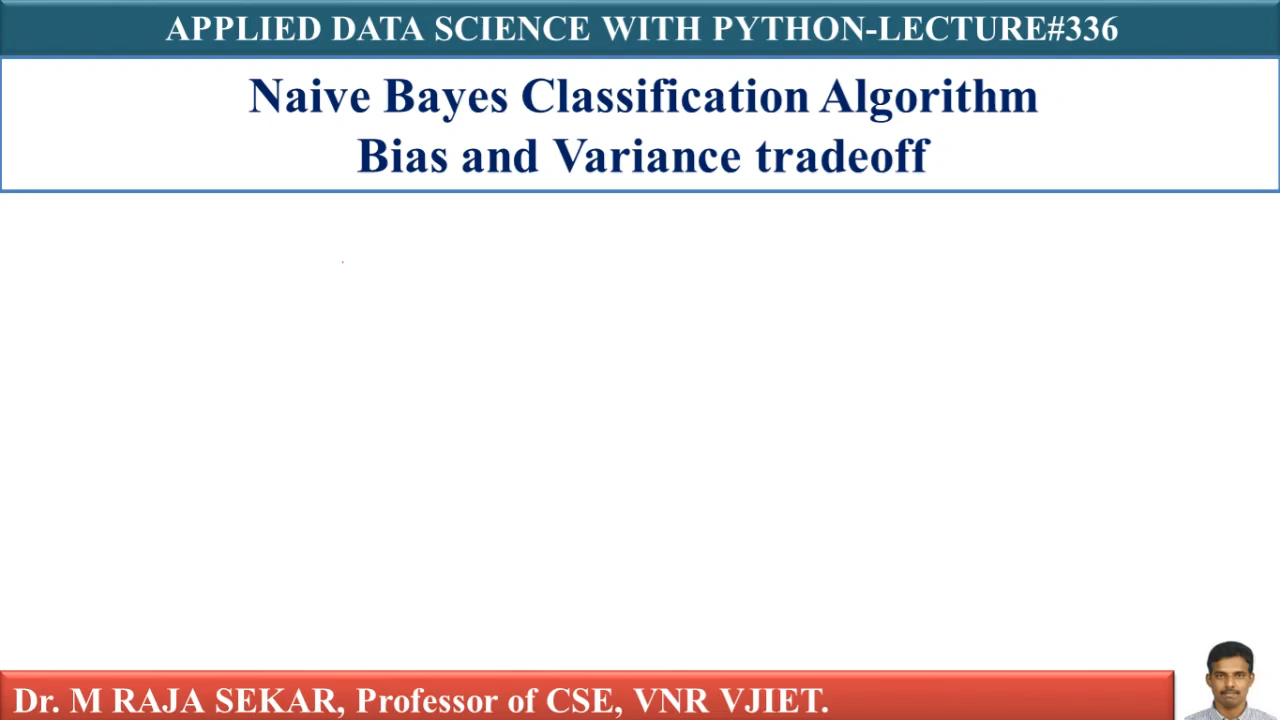 APPLIED DATA SCIENCE WITH PYTHON-LECTURE#336
Naive Bayes Classification Algorithm
Bias and Variance tradeoff
Dr. M RAJA SEKAR, Professor of CSE, VNR VJIET.